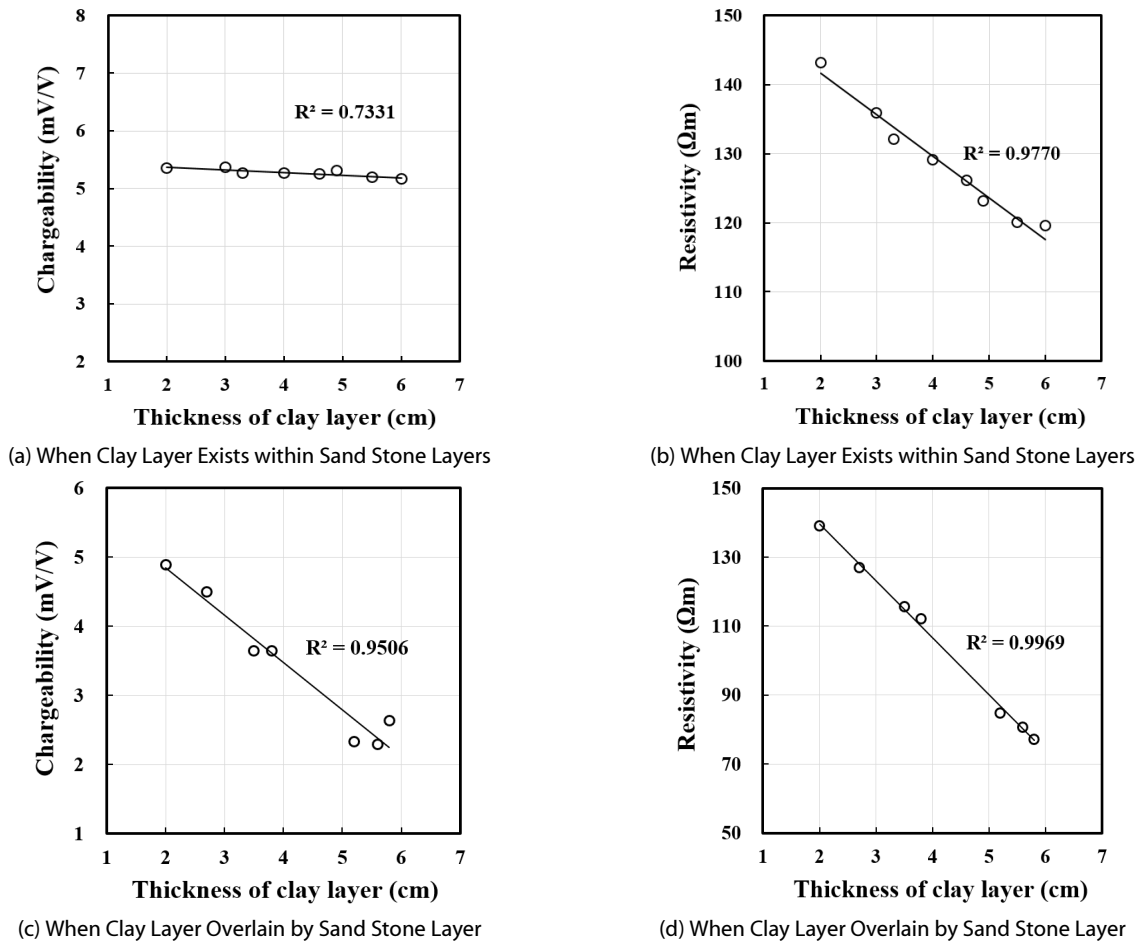 8
7
6
5
4
3
2
1 2 3 4 5 6 7
Chargeability (mV/V)
R² = 0.7331
Thickness of clay layer (cm)
(a) When Clay Layer Exists within Sand Stone Layers
150
140
130
120
110
100
1 2 3 4 5 6 7
Resistivity (Ωm)
R² = 0.9770
Thickness of clay layer (cm)
(b) When Clay Layer Exists within Sand Stone Layers
6
5
4
3
2
1
1 2 3 4 5 6 7
Chargeability (mV/V)
R² = 0.9506
Thickness of clay layer (cm)
(c) When Clay Layer Overlain by Sand Stone Layer
150
130
110
90
70
50
1 2 3 4 5 6 7
Resistivity (Ωm)
R² = 0.9969
Thickness of clay layer (cm)
(d) When Clay Layer Overlain by Sand Stone Layer